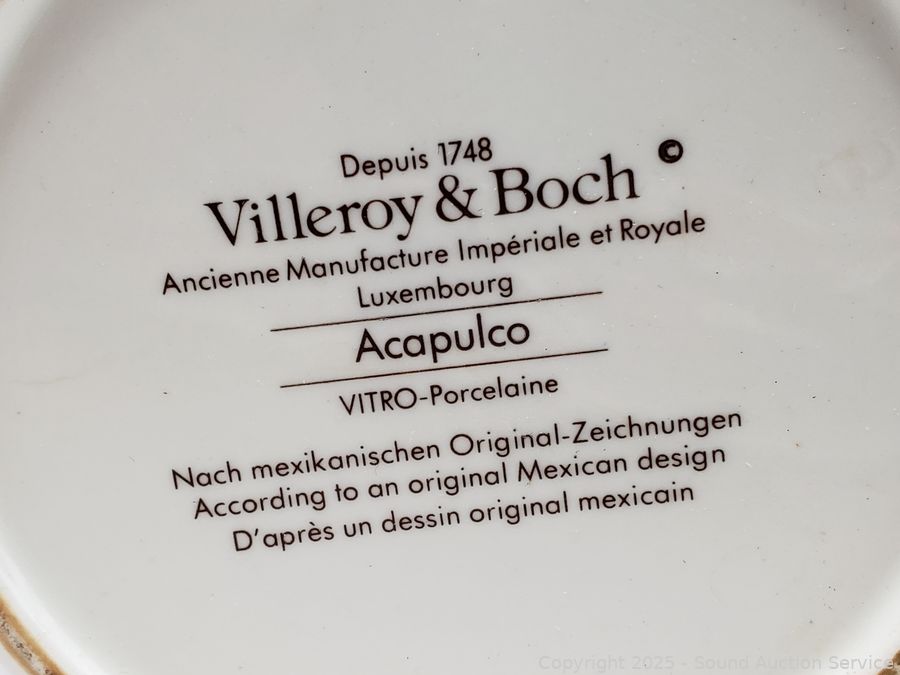 Depuis 1748
Villeroy & Boch ©
Ancienne Manufacture Impériale et Royale
Luxembourg
Acapulco
VITRO-Porcelaine
Nach mexikanischen Original-Zeichnungen
According to an original Mexican design
D'après un dessin original mexicain
Copyright 2025 - Sound Auction Service